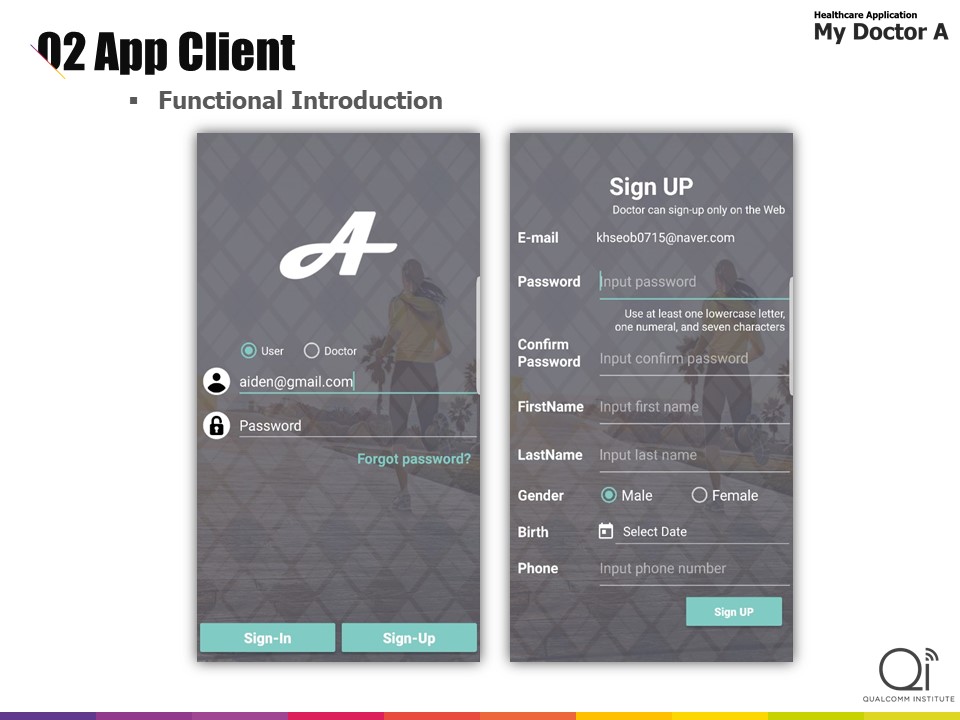 Healthcare Application
My Doctor A
02 App Client
▪ Functional Introduction
A
User Doctor
aiden@gmail.com
Password
Forgot password?
Sign-In Sign-Up
Sign UP
Doctor can sign-up only on the Web
E-mail khseob0715@naver.com
Password Input password
Use at least one lowercase letter,
one numeral, and seven characters
Confirm
Password Input confirm password
FirstName Input first name
LastName Input last name
Gender Male Female
Birth Select Date
Phone Input phone number
Sign UP
Qi
QUALCOMM INSTITUTE